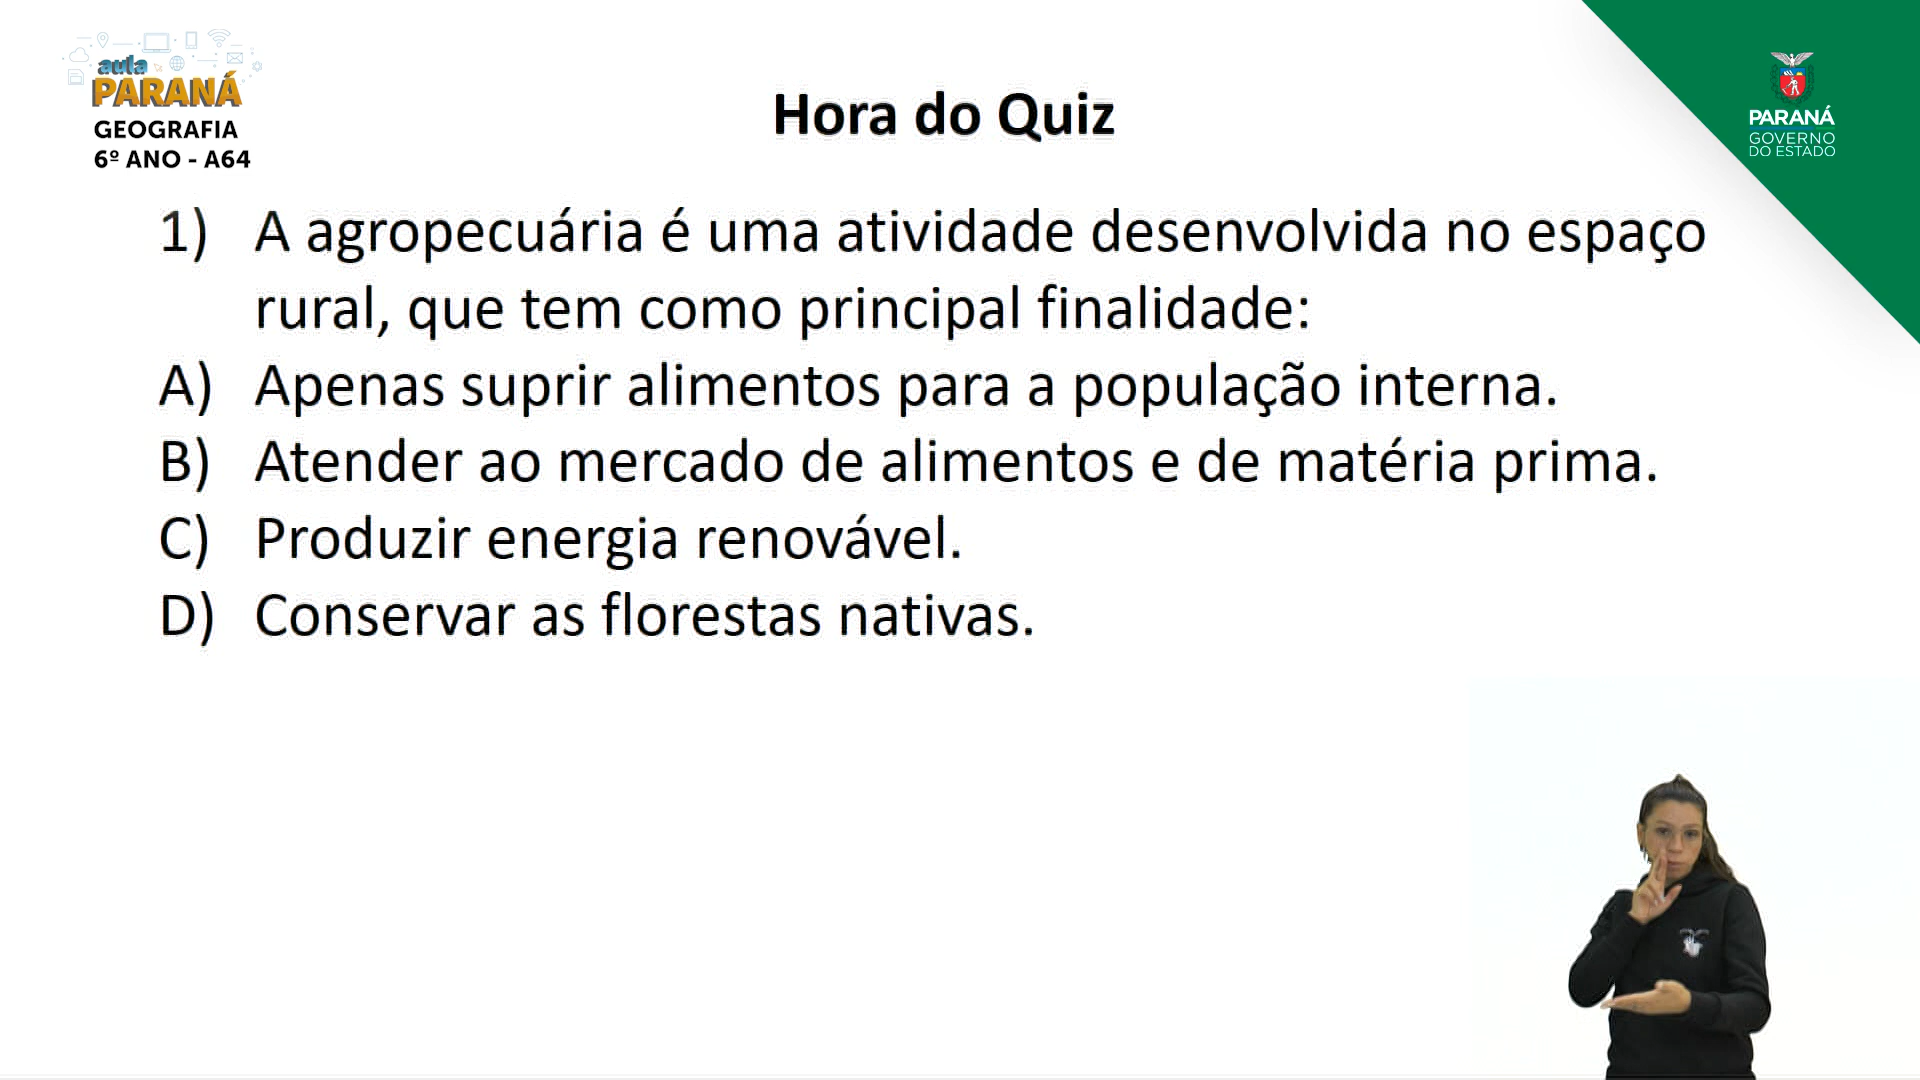 aula
PARANÁ
GEOGRAFIA
6º ANO - A64
Hora do Quiz
PARANÁ
GOVERNO
DO ESTADO
1) A agropecuária é uma atividade desenvolvida no espaço
rural, que tem como principal finalidade:
A) Apenas suprir alimentos para a população interna.
B) Atender ao mercado de alimentos e de matéria prima.
C) Produzir energia renovável.
D) Conservar as florestas nativas.